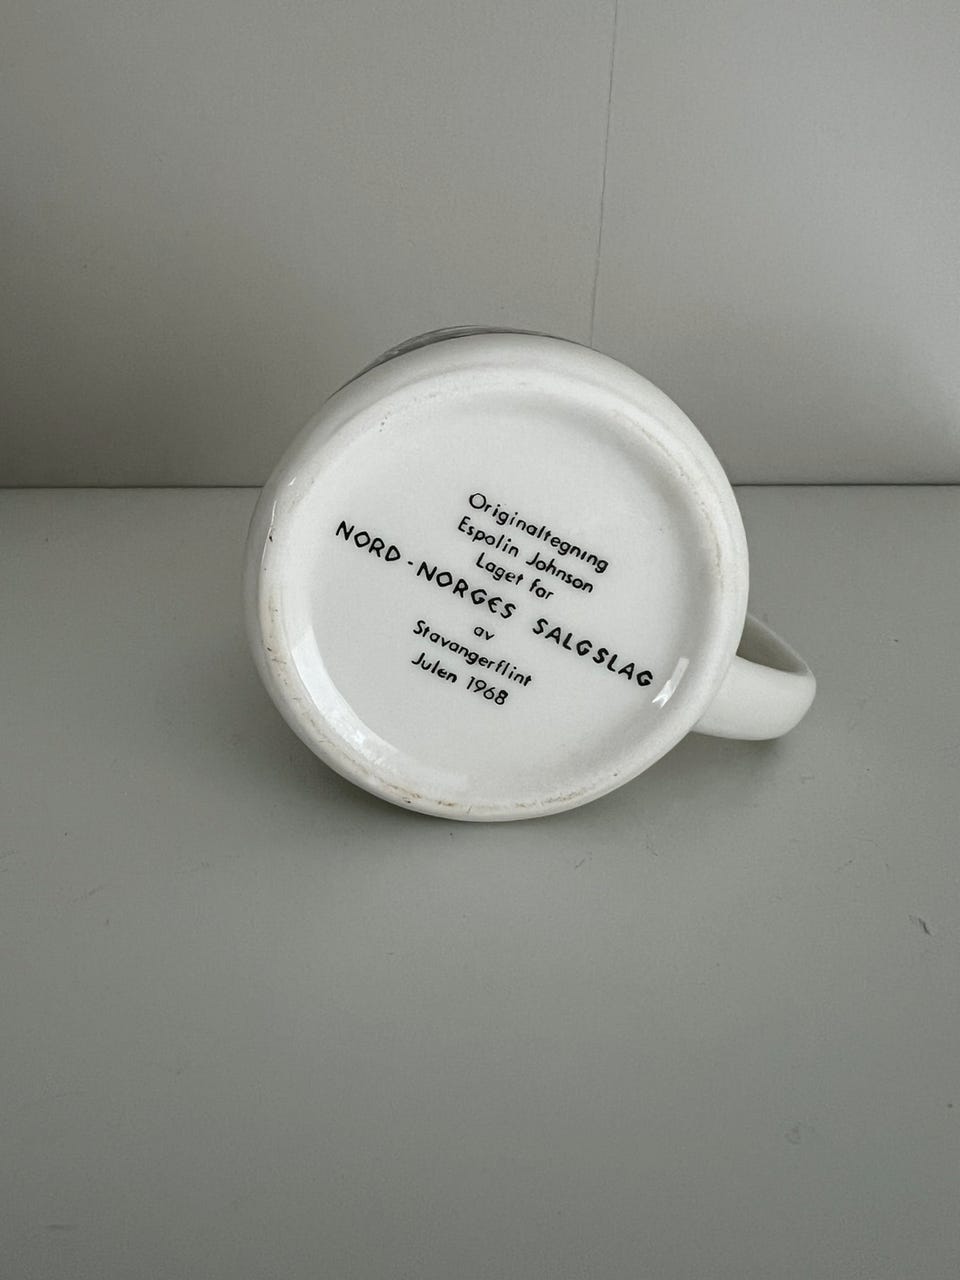 Originaltegning
Espolin Johnson
Laget for
NORD-NORGES SALGSLAG
av
Stavangerflint
Julen 1968